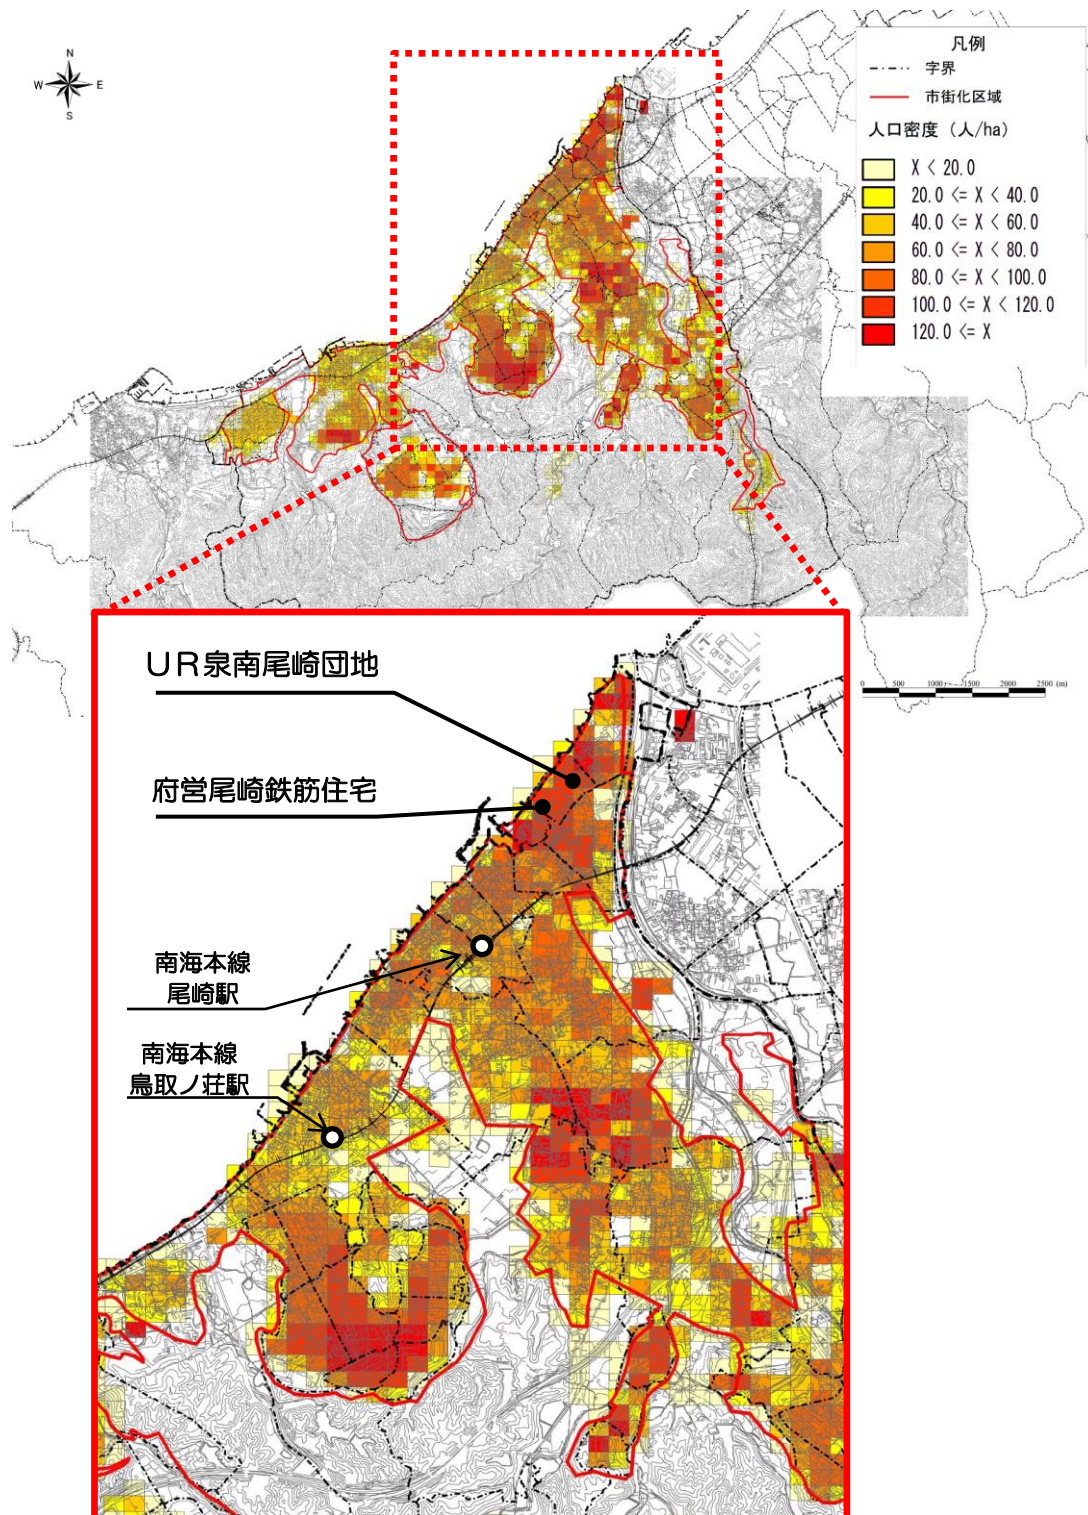 N
W E
S
凡例
字界
市街化区域
人口密度（人/ha）
X < 20.0
20.0 <= X < 40.0
40.0 <= X < 60.0
60.0 <= X < 80.0
80.0 <= X < 100.0
100.0 <= X < 120.0
120.0 <= X
0 500 1000 1500 2000 2500 (m)
UR泉南尾崎団地
府営尾崎鉄筋住宅
南海本線
尾崎駅
南海本線
鳥取ノ荘駅